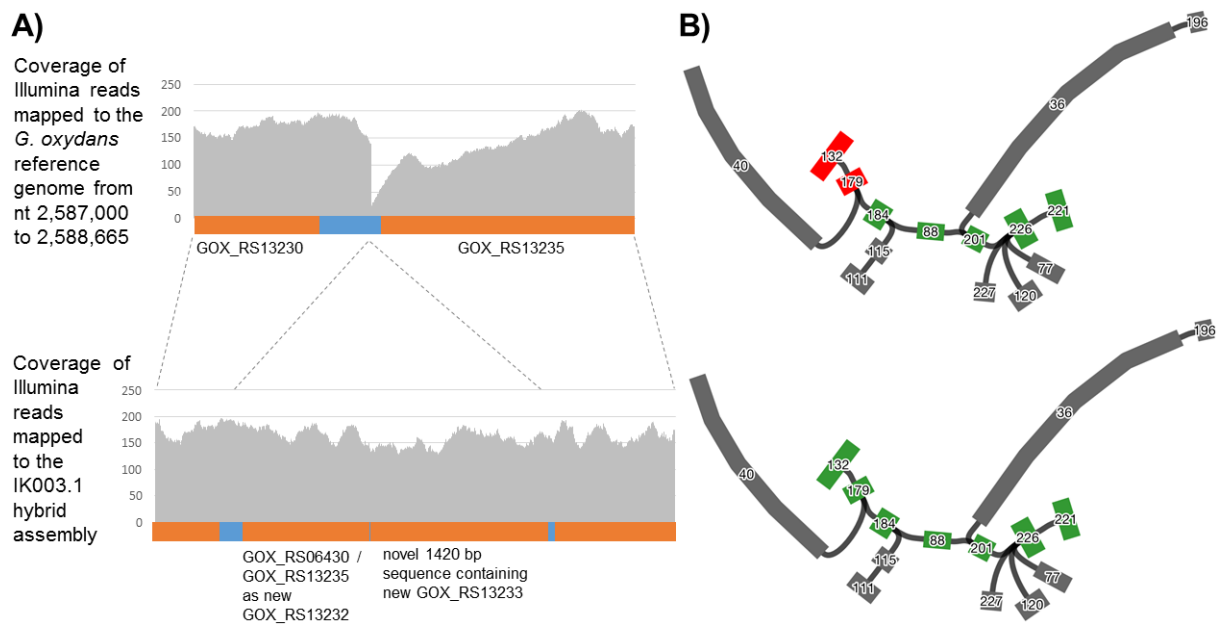 A)
Coverage of
Illumina reads
mapped to the
G. oxydans
reference
genome from
nt 2,587,000
to 2,588,665
250
200
150
100
50
0
GOX_RS13230
GOX_RS13235
Coverage of
Illumina
reads
mapped
to the
IK003.1
hybrid
assembly
250
200
150
100
50
0
GOX_RS06430 /
GOX_RS13235
as new
GOX_RS13232
novel 1420 bp
sequence containing
new GOX_RS13233
B)
196
36
40
132
179
184
88
201
226
221
115
111
77
227
120
196
36
40
132
179
184
88
201
226
221
115
111
77
227
120